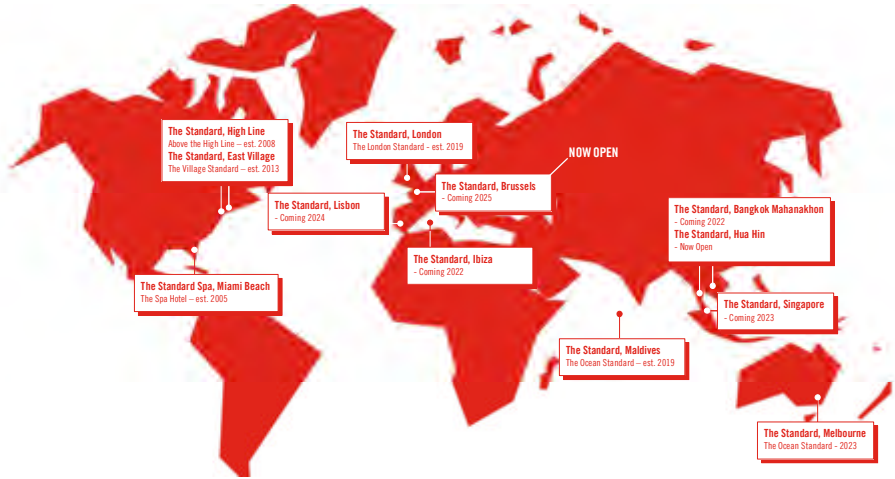 The Standard, High Line
Above the High Line – est. 2008
The Standard, East Village
The Village Standard – est. 2013
The Standard, London
The London Standard - est. 2019
NOW OPEN
The Standard, Brussels
- Coming 2025
The Standard, Lisbon
- Coming 2024
The Standard, Bangkok Mahanakhon
- Coming 2022
The Standard, Hua Hin
- Now Open
The Standard, Ibiza
- Coming 2022
The Standard Spa, Miami Beach
The Spa Hotel – est. 2005
The Standard, Singapore
- Coming 2023
The Standard, Maldives
The Ocean Standard – est. 2019
The Standard, Melbourne
The Ocean Standard - 2023